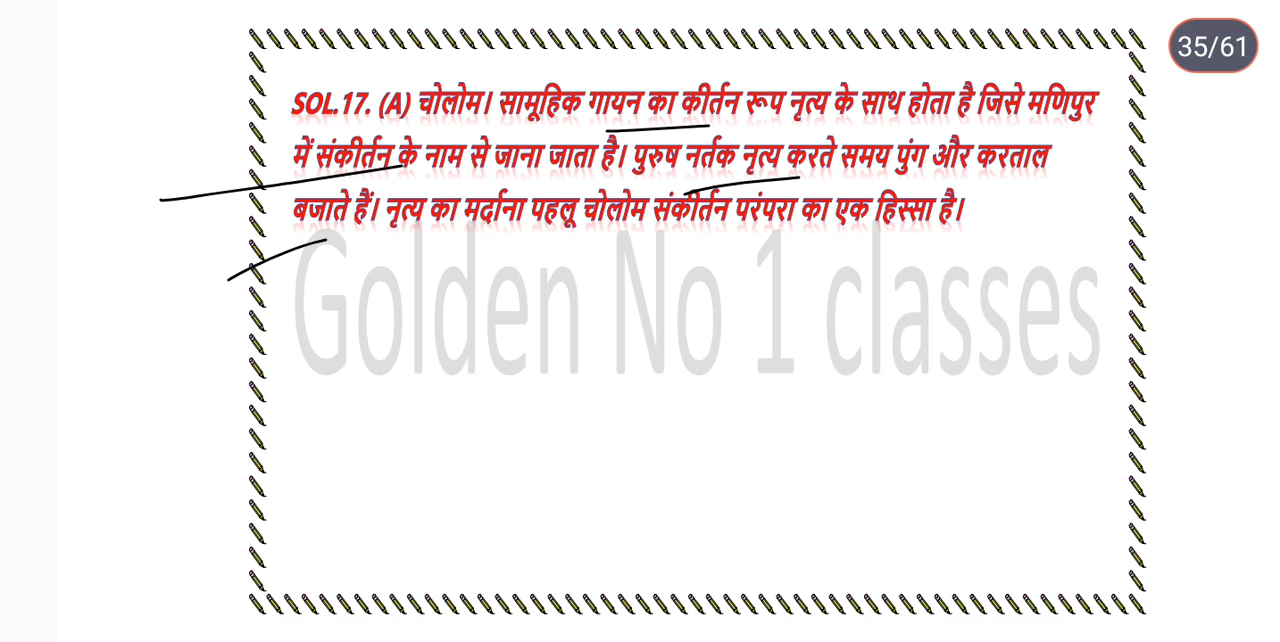 35/61
SOL.17. (A) चोलोम। सामूहिक गायन का कीर्तन रूप नृत्य के साथ होता है जिसे मणिपुर
में संकीर्तन के नाम से जाना जाता है। पुरुष नर्तक नृत्य करते समय पुंग और करताल
बजाते हैं। नृत्य का मर्दाना पहलू चोलोम संकीर्तन परंपरा का एक हिस्सा है।
Golden No 1 classes